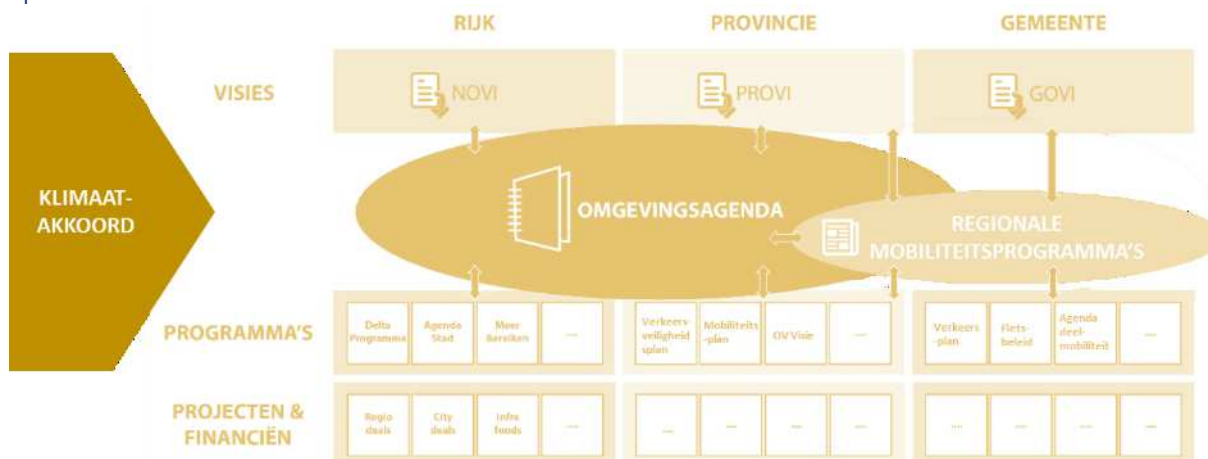 RIJK
PROVINCIE
GEMEENTE
VISIES
NOVI
PROVI
GOVI
KLIMAAT-
AKKOORD
OMGEVINGSAGENDA
REGIONALE
MOBILITEITSPROGRAMMA'S
PROGRAMMA'S
Delta
Programma
Agenda
Stad
Meer
Bereiken
....
Verkeers-
veiligheid
splan
Mobiliteits
-plan
OV Visie
....
Verkeers
-plan
Fiets-
beleid
Agenda
deel-
mobiliteit
....
PROJECTEN &
FINANCIËN
Regio
deals
City
deals
Infra
fonds
....
....
....
....
....
....
....
....
....